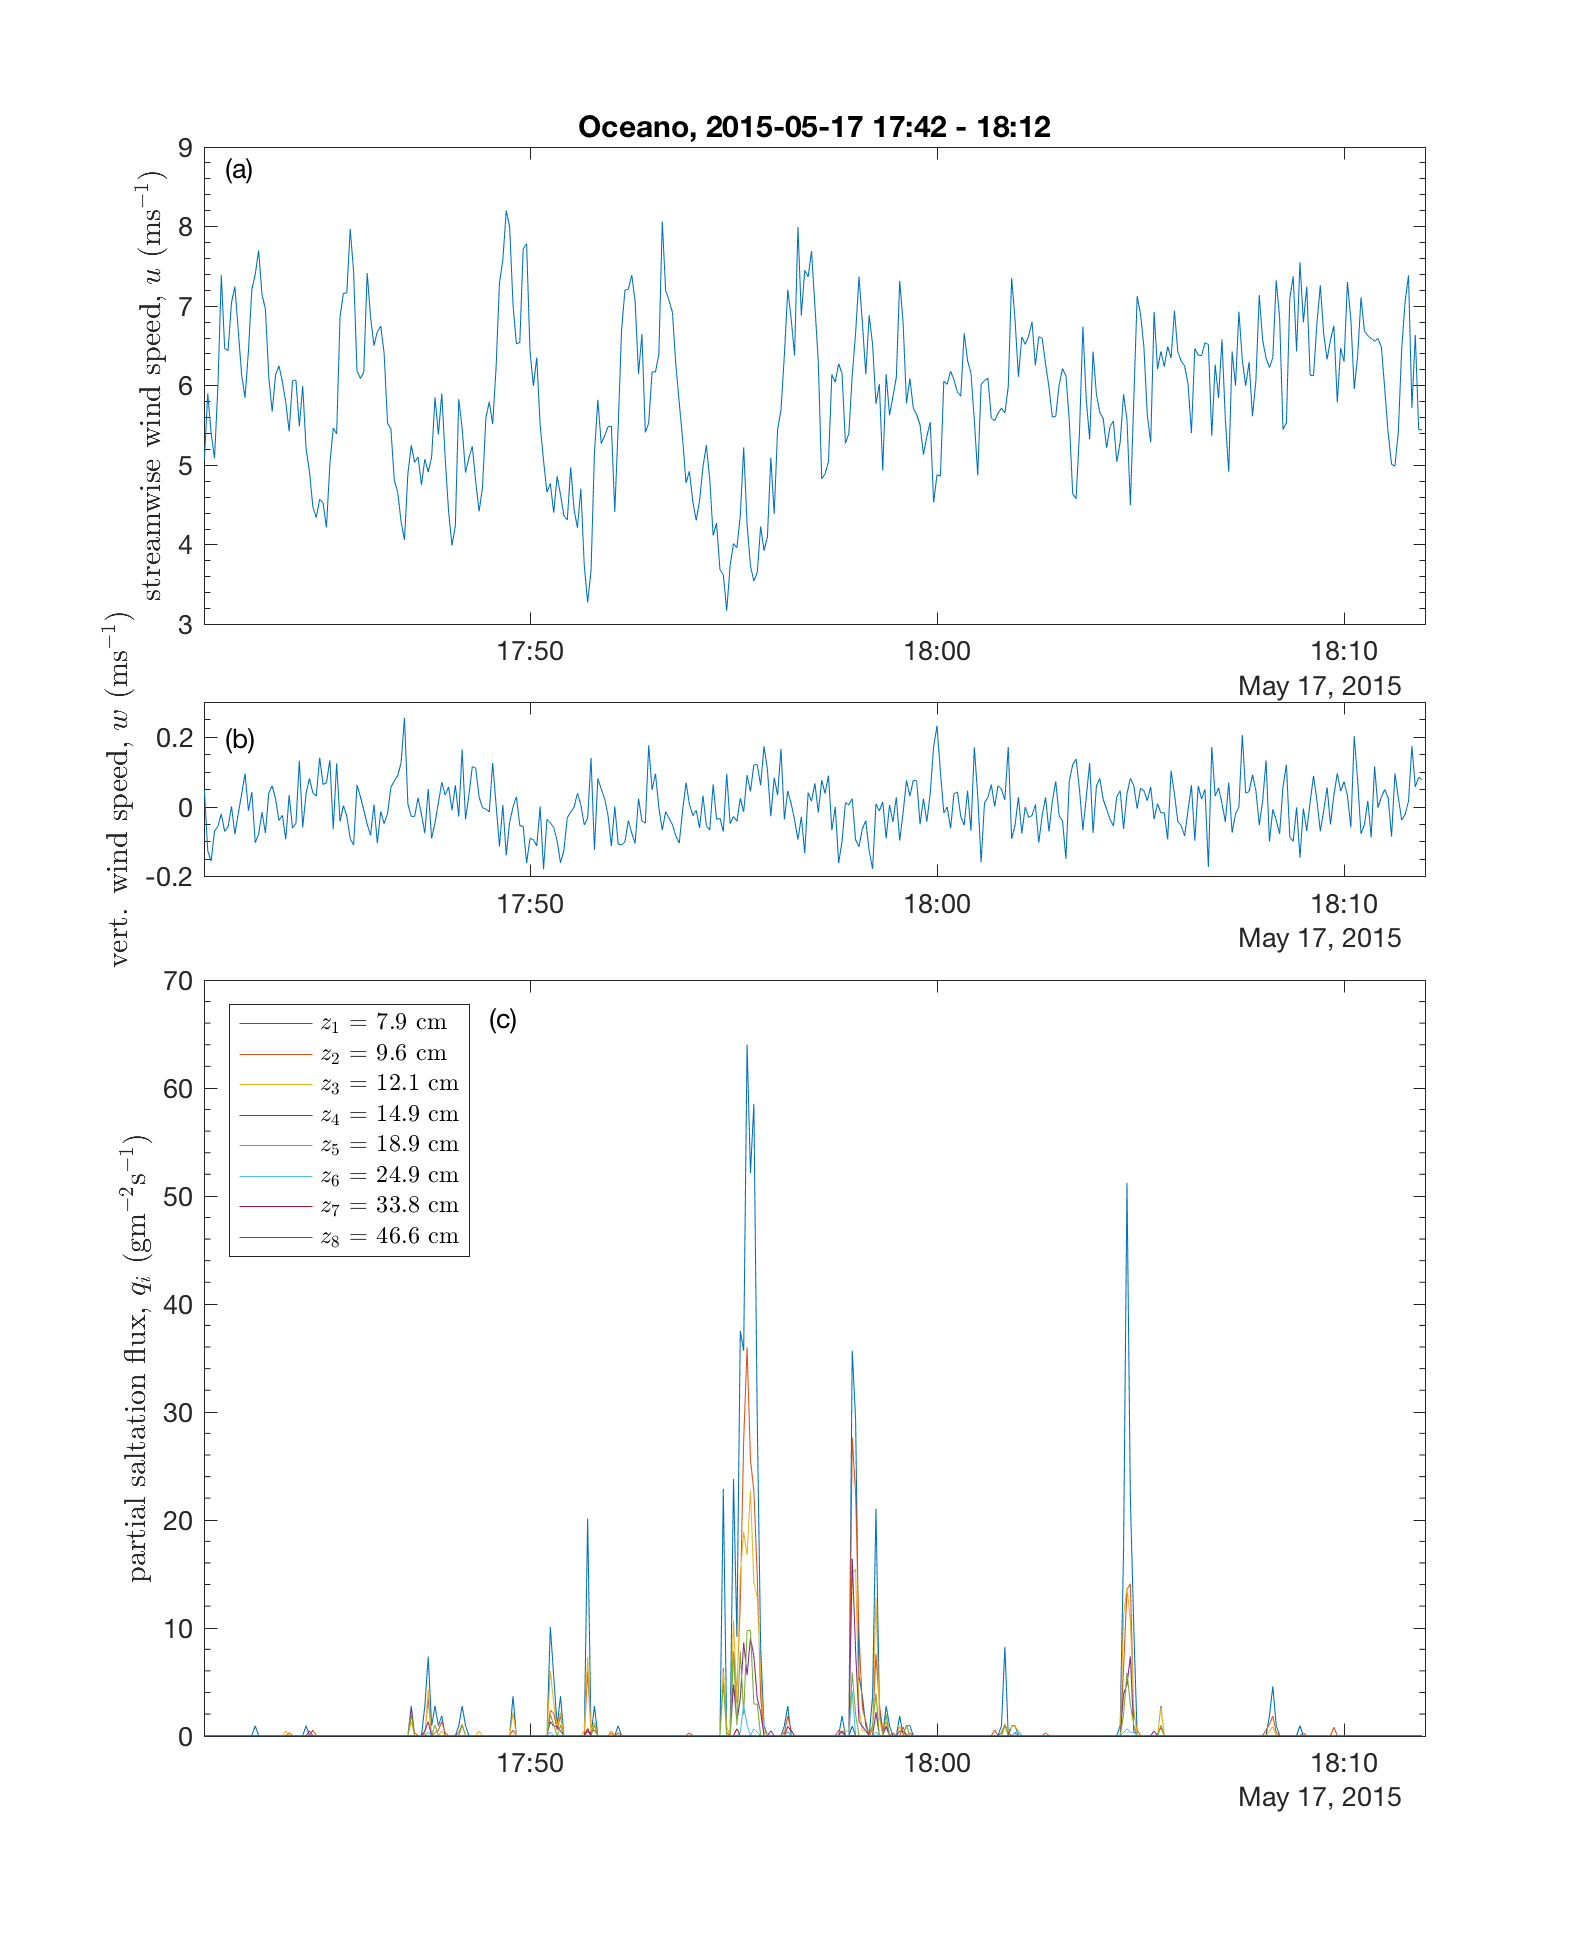 Oceano, 2015-05-17 17:42 - 18:12
(a)
streamwise wind speed, u (ms⁻¹)
9
8
7
6
5
4
3
17:50 18:00 18:10
May 17, 2015
(b)
vert. wind speed, w (ms⁻¹)
0.2
0
-0.2
17:50 18:00 18:10
May 17, 2015
(c)
partial saltation flux, qᵢ (gm⁻²s⁻¹)
70
60
50
40
30
20
10
0
z₁ = 7.9 cm
z₂ = 9.6 cm
z₃ = 12.1 cm
z₄ = 14.9 cm
z₅ = 18.9 cm
z₆ = 24.9 cm
z₇ = 33.8 cm
z₈ = 46.6 cm
17:50 18:00 18:10
May 17, 2015